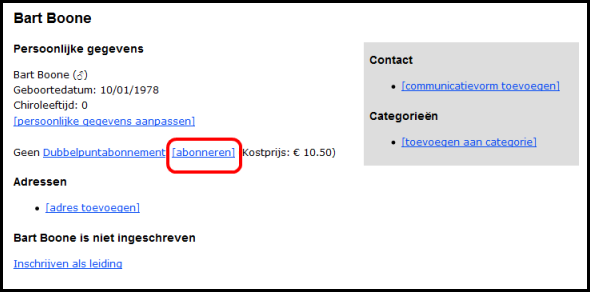 Bart Boone
Persoonlijke gegevens
Bart Boone (♂)
Geboortedatum: 10/01/1978
Chiroleeftijd: 0
[persoonlijke gegevens aanpassen]
Geen Dubbelpuntabonnement [abonneren] Kostprijs: € 10.50)
Adressen
• [adres toevoegen]
Bart Boone is niet ingeschreven
Inschrijven als leiding
Contact
• [communicatievorm toevoegen]
Categorieën
• [toevoegen aan categorie]